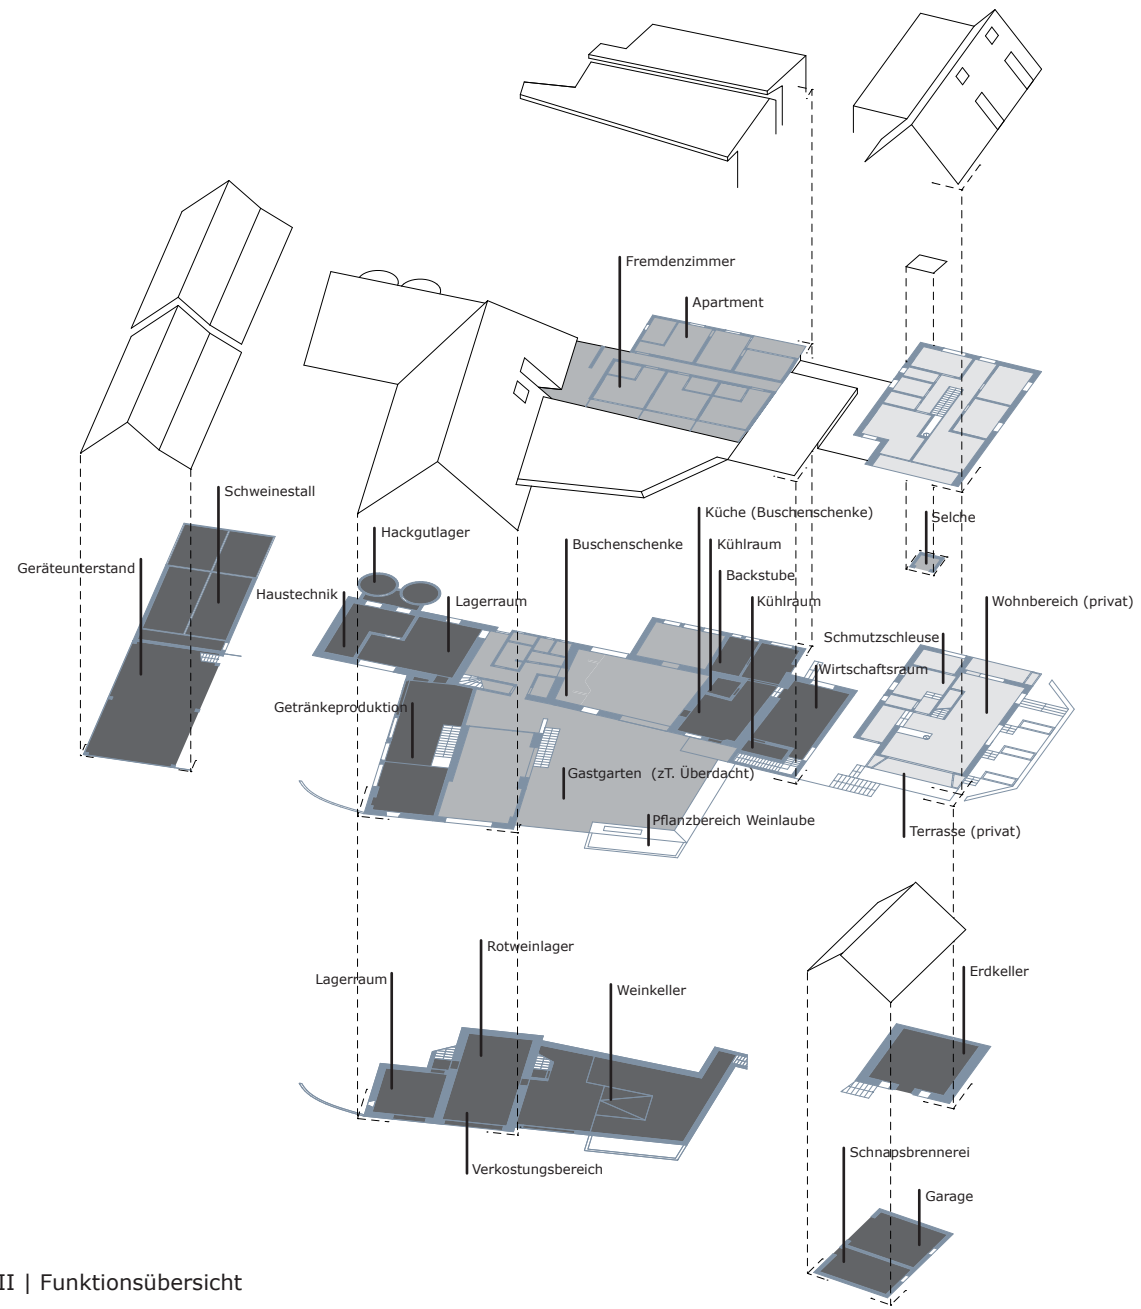 Fremdenzimmer
Apartment
Schweinestall
Geräteunterstand
Hackgutlager
Haustechnik
Lagerraum
Buschenschenke
Küche (Buschenschenke)
Kühlraum
Backstube
Kühlraum
Selche
Wohnbereich (privat)
Schmutzschleuse
Wirtschaftsraum
Getränkeproduktion
Gastgarten (zT. Überdacht)
Pflanzbereich Weinlaube
Terrasse (privat)
Rotweinlager
Lagerraum
Weinkeller
Erdkeller
Verkostungsbereich
Schnapsbrennerei
Garage
II | Funktionsübersicht